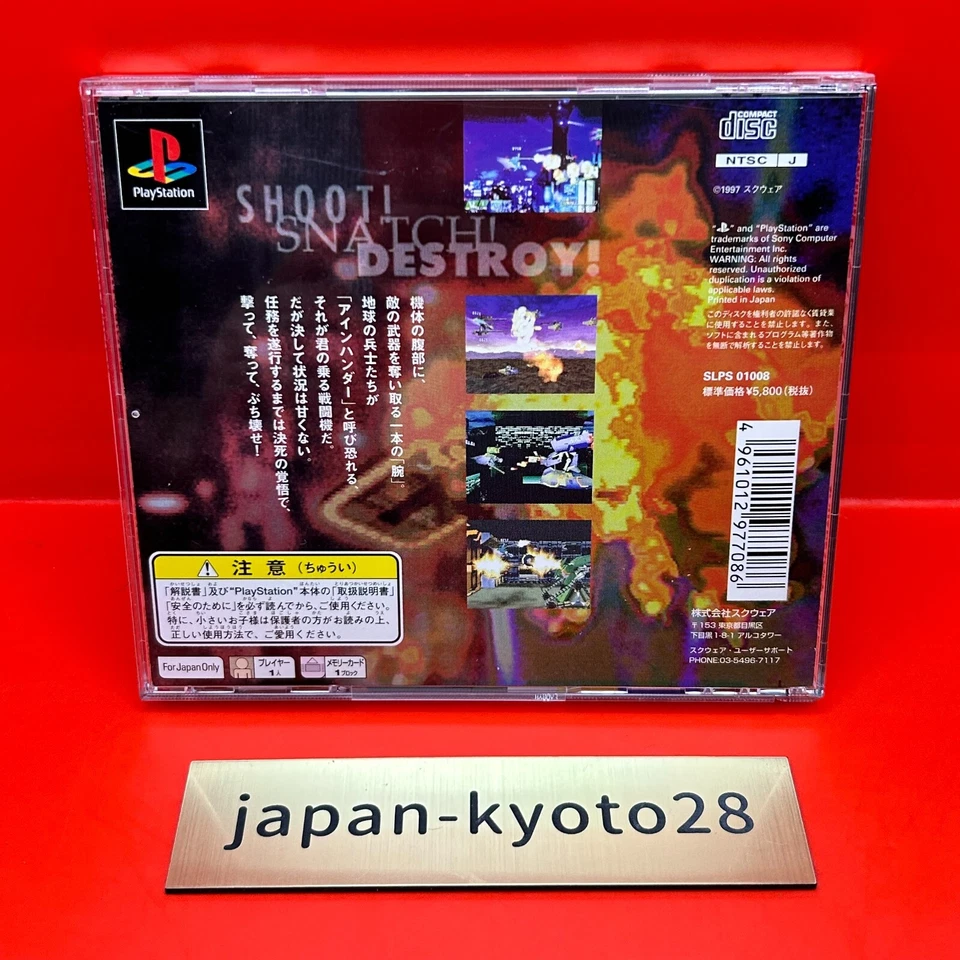 PlayStation
SHOOT!
SNATCH!
DESTROY!
機体の腹部に、
敵の武器を奪い取る一本の「腕」。
地球の兵士たちが
「アインハンダー」と呼び恐れる、
それが君の乗る戦闘機だ。
だが決して状況は甘くない。
任務を遂行するまでは決死の覚悟で、
撃って、奪って、ぶち壊せ!
COMPACT
disc
NTSC J
©1997 スクウェア
"PS" and "PlayStation" are
trademarks of Sony Computer
Entertainment Inc.
WARNING: All rights
reserved. Unauthorized
duplication is a violation of
applicable laws.
Printed in Japan
このディスクを権利者の許諾なく賃貸業
に使用することを禁止します。また、
ソフトに含まれるプログラム等著作物
を無断で解析することを禁止します。
SLPS 01008
標準価格¥5,800(税抜)
4961012977086
株式会社スクウェア
〒153 東京都目黒区
下目黒1-8-1 アルコタワー
スクウェア・ユーザーサポート
PHONE:03-5496-7117
注意(ちゅうい)
「解説書」及び"PlayStation"本体の「取扱説明書」
「安全のために」を必ず読んでから、ご使用ください。
特に、小さいお子様は保護者の方がお読みの上、
正しい使用方法で、ご愛用ください。
For Japan Only
プレイヤー
1人
メモリーカード
1ブロック
japan-kyoto28